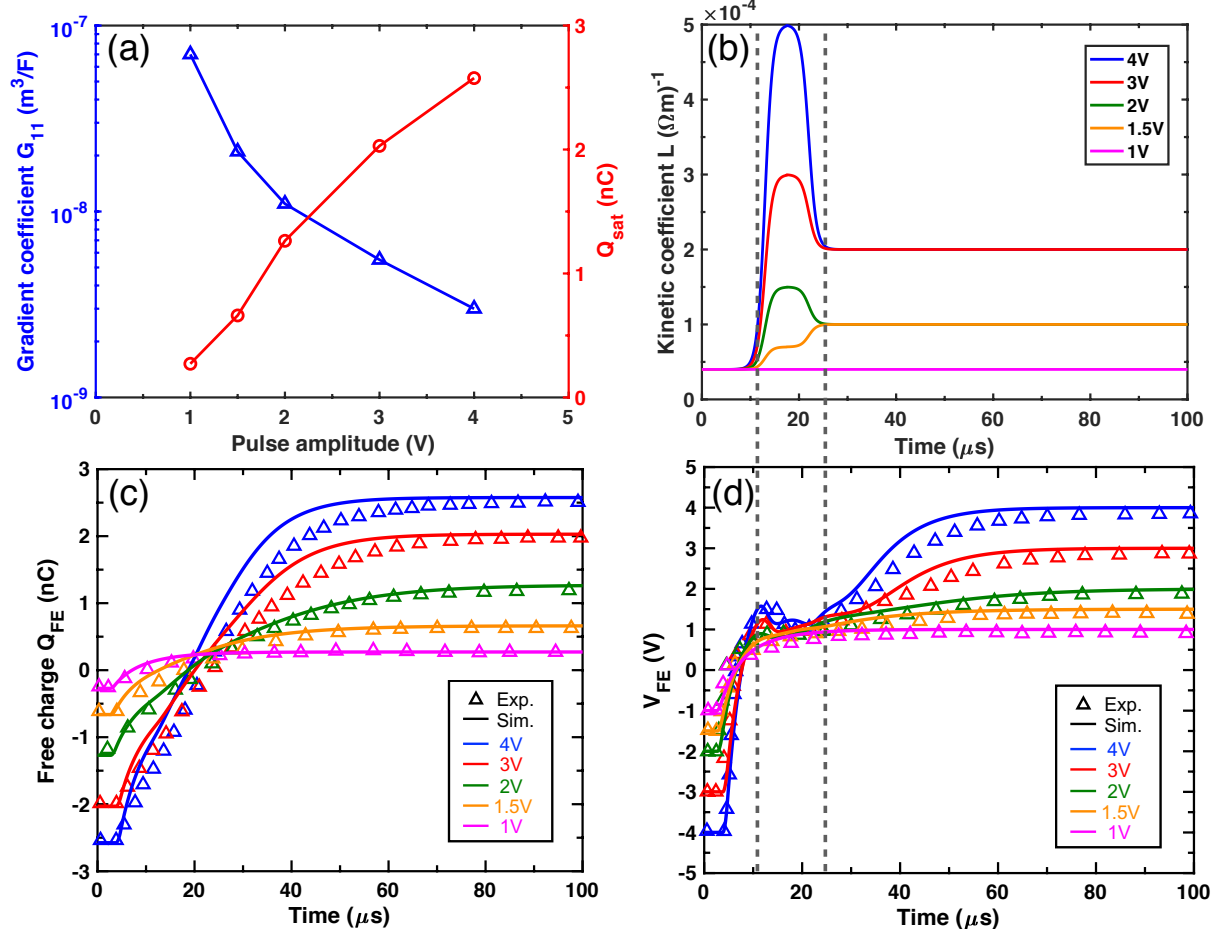 (a)
Gradient coefficient G11 (m3/F)
10-7
10-8
10-9
3
2
1
0
Qsat (nC)
0 1 2 3 4 5
Pulse amplitude (V)
(b)
×10-4
Kinetic coefficient L (Ωm)-1
5
4
3
2
1
0
4V
3V
2V
1.5V
1V
0 20 40 60 80 100
Time (μs)
(c)
Free charge QFE (nC)
3
2
1
0
-1
-2
-3
Exp.
Sim.
4V
3V
2V
1.5V
1V
0 20 40 60 80 100
Time (μs)
(d)
VFE (V)
5
4
3
2
1
0
-1
-2
-3
-4
-5
Exp.
Sim.
4V
3V
2V
1.5V
1V
0 20 40 60 80 100
Time (μs)